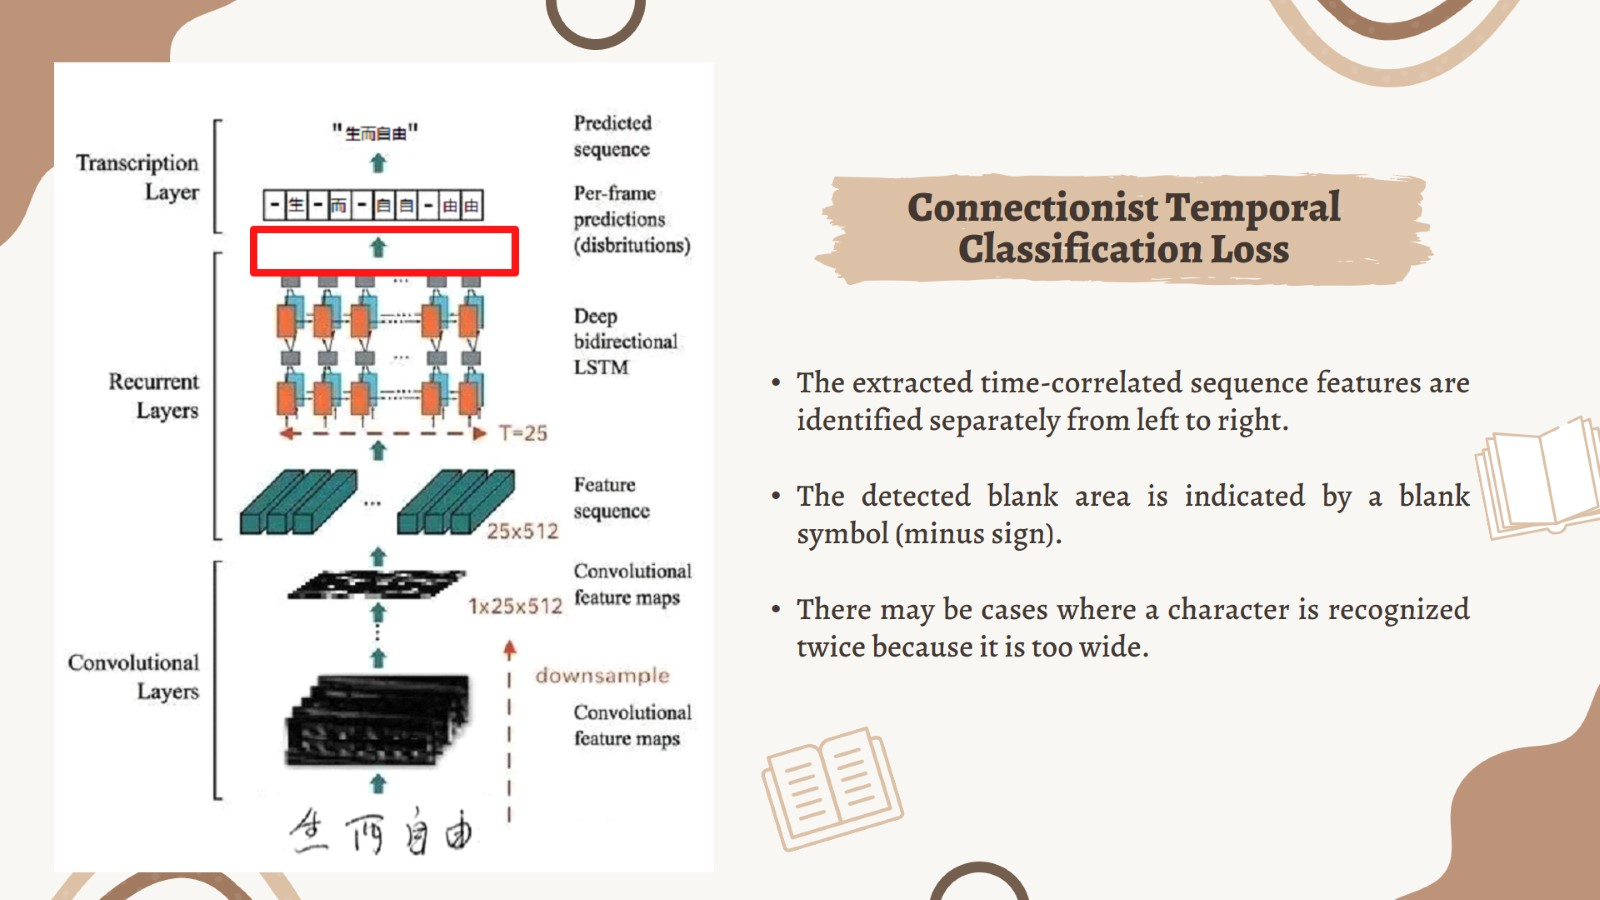 "生而自由"
Predicted
sequence
Transcription
Layer
- 生 - 而 - 自 自 - 由 由
Per-frame
predictions
(disbritutions)
...
Deep
bidirectional
LSTM
...
Recurrent
Layers
T=25
Feature
sequence
...
25x512
Convolutional
feature maps
1x25x512
Convolutional
Layers
downsample
Convolutional
feature maps
生而自由
Connectionist Temporal
Classification Loss
• The extracted time-correlated sequence features are
identified separately from left to right.
• The detected blank area is indicated by a blank
symbol (minus sign).
• There may be cases where a character is recognized
twice because it is too wide.